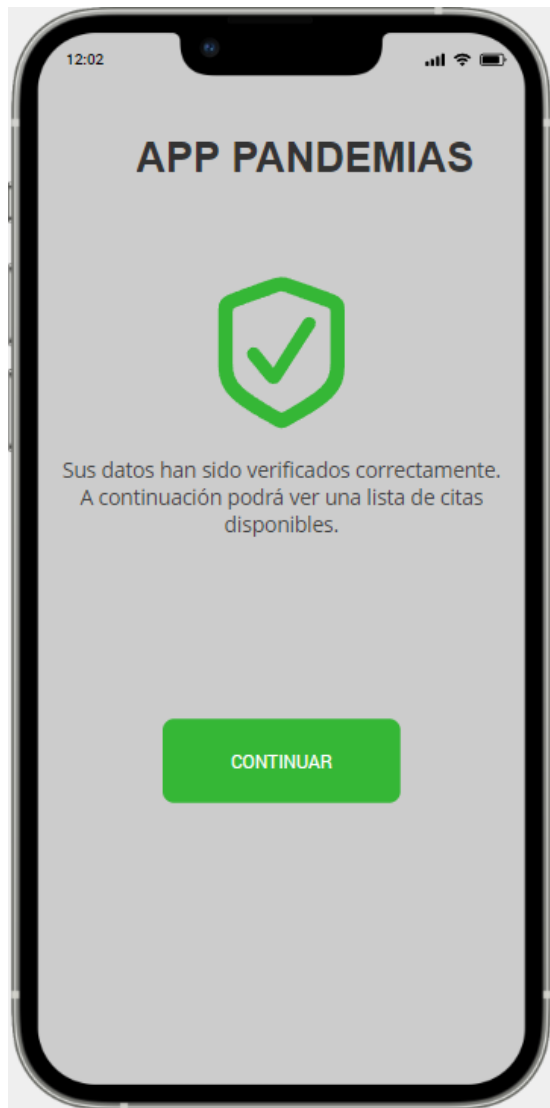 12:02
APP PANDEMIAS
Sus datos han sido verificados correctamente.
A continuación podrá ver una lista de citas
disponibles.
CONTINUAR